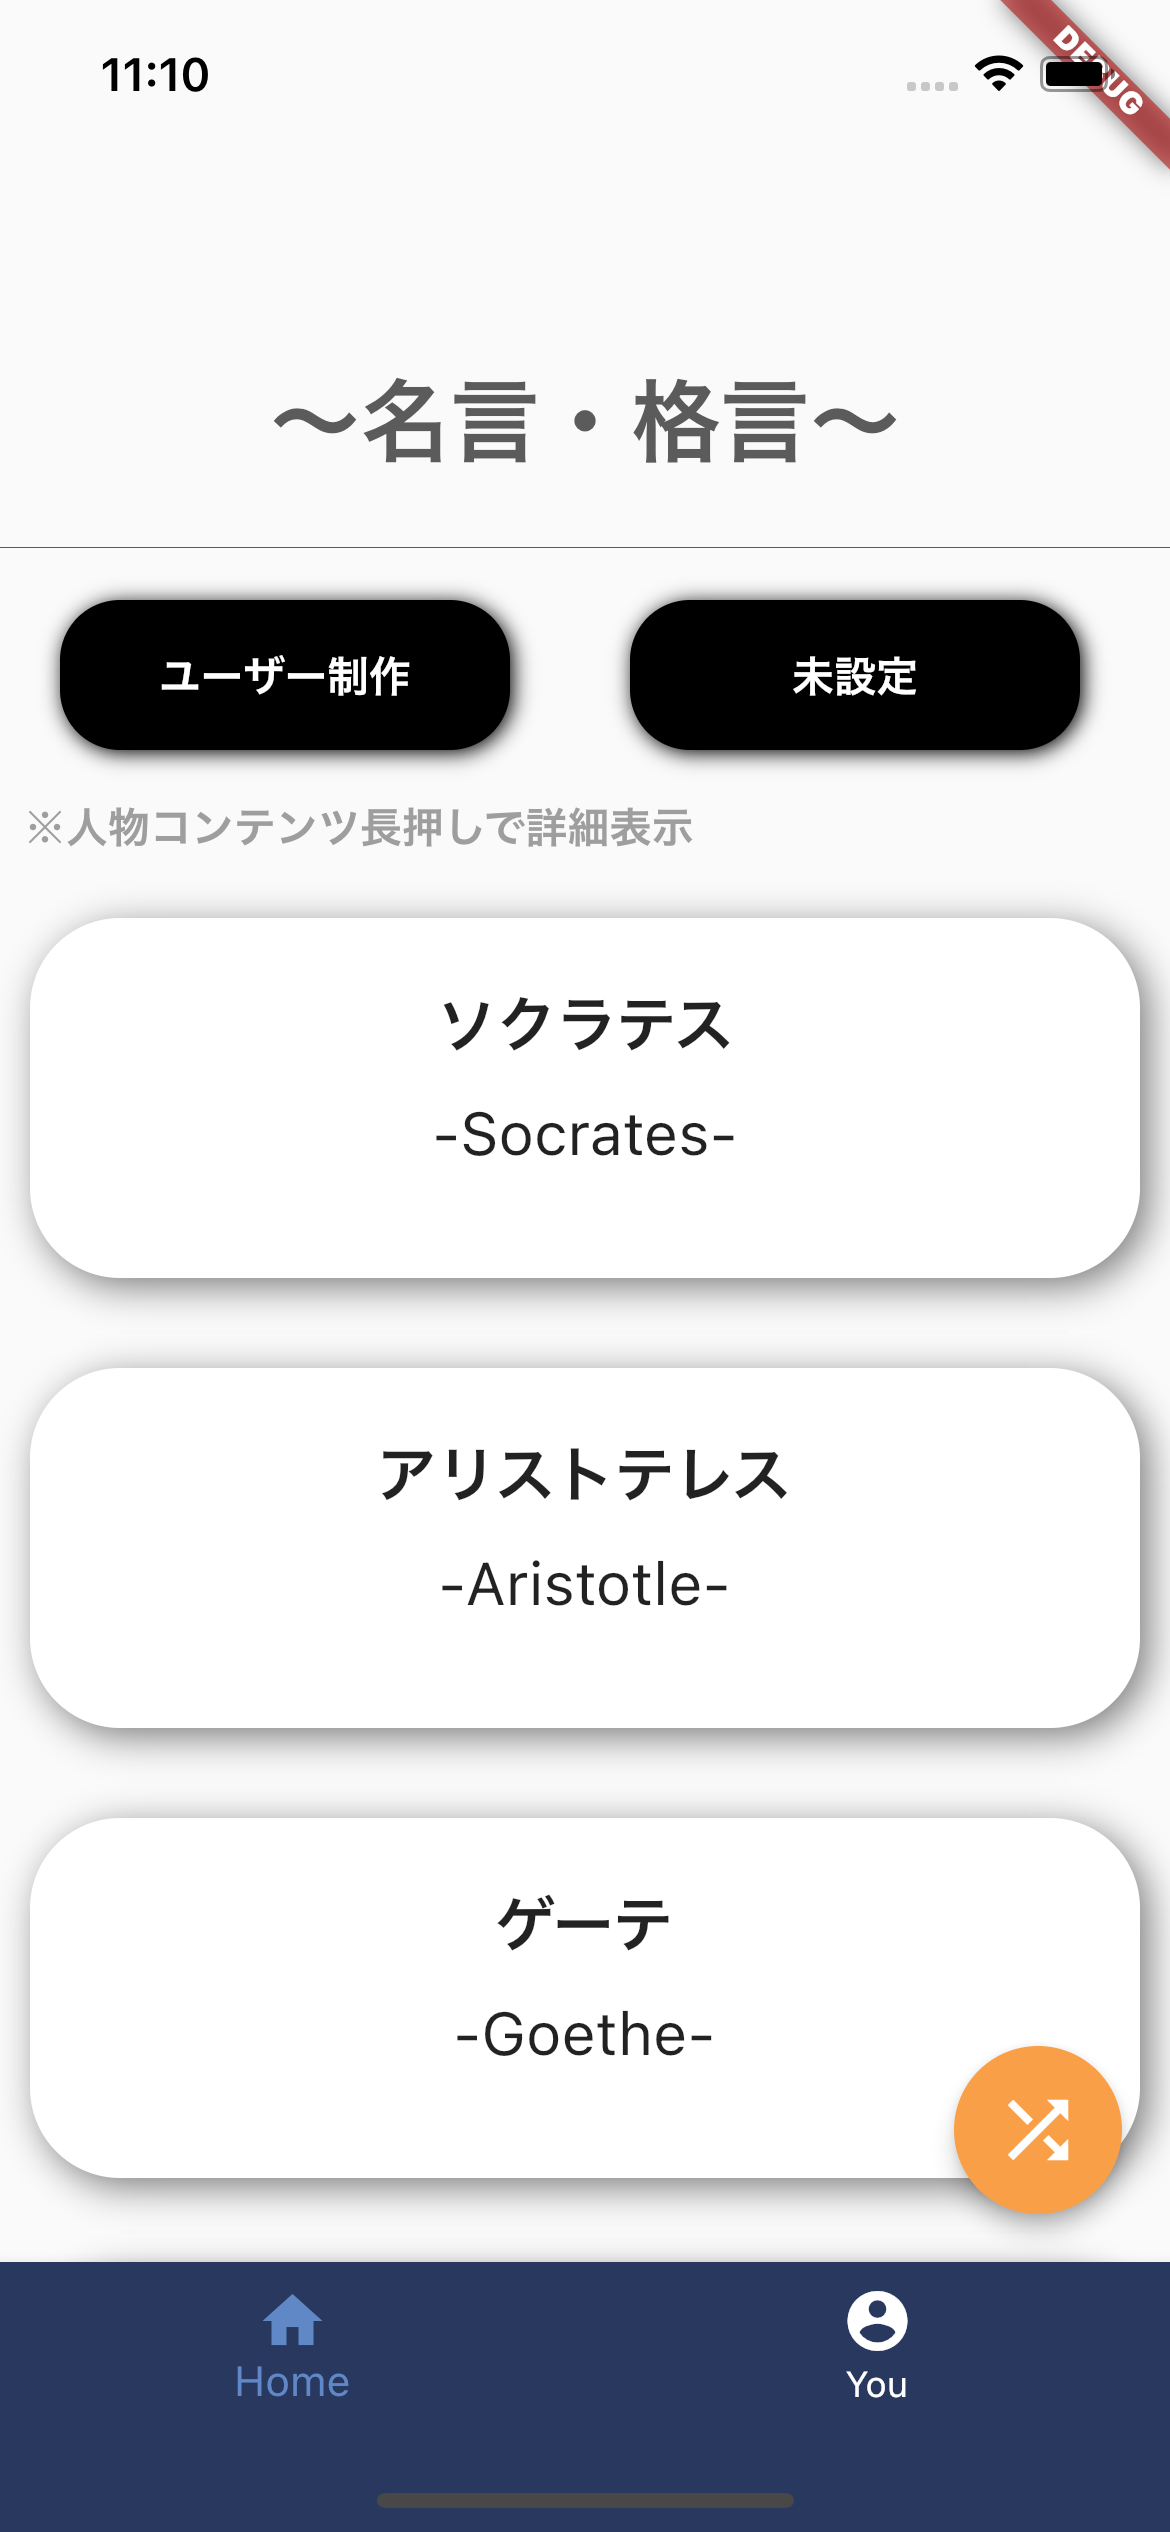 11:10
DEBUG
〜名言・格言〜
ユーザー制作
未設定
※人物コンテンツ長押しで詳細表示
ソクラテス
-Socrates-
アリストテレス
-Aristotle-
ゲーテ
-Goethe-
Home
You